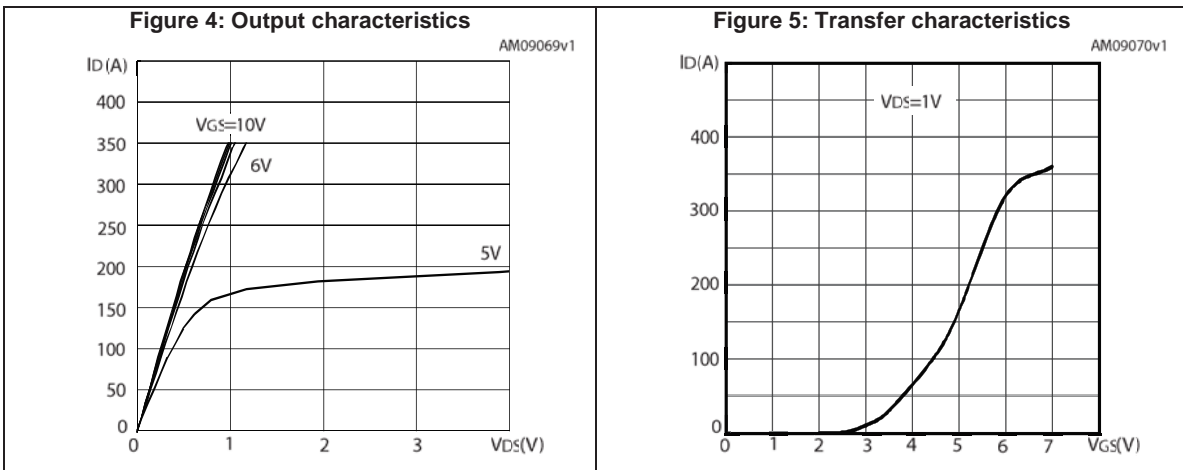 Figure 4: Output characteristics
AM09069v1
ID(A)
400
350
300
250
200
150
100
50
0
VGS=10V
6V
5V
0 1 2 3 VDS(V)
Figure 5: Transfer characteristics
AM09070v1
ID(A)
VDS=1V
400
300
200
100
0
0 1 2 3 4 5 6 7 VGS(V)